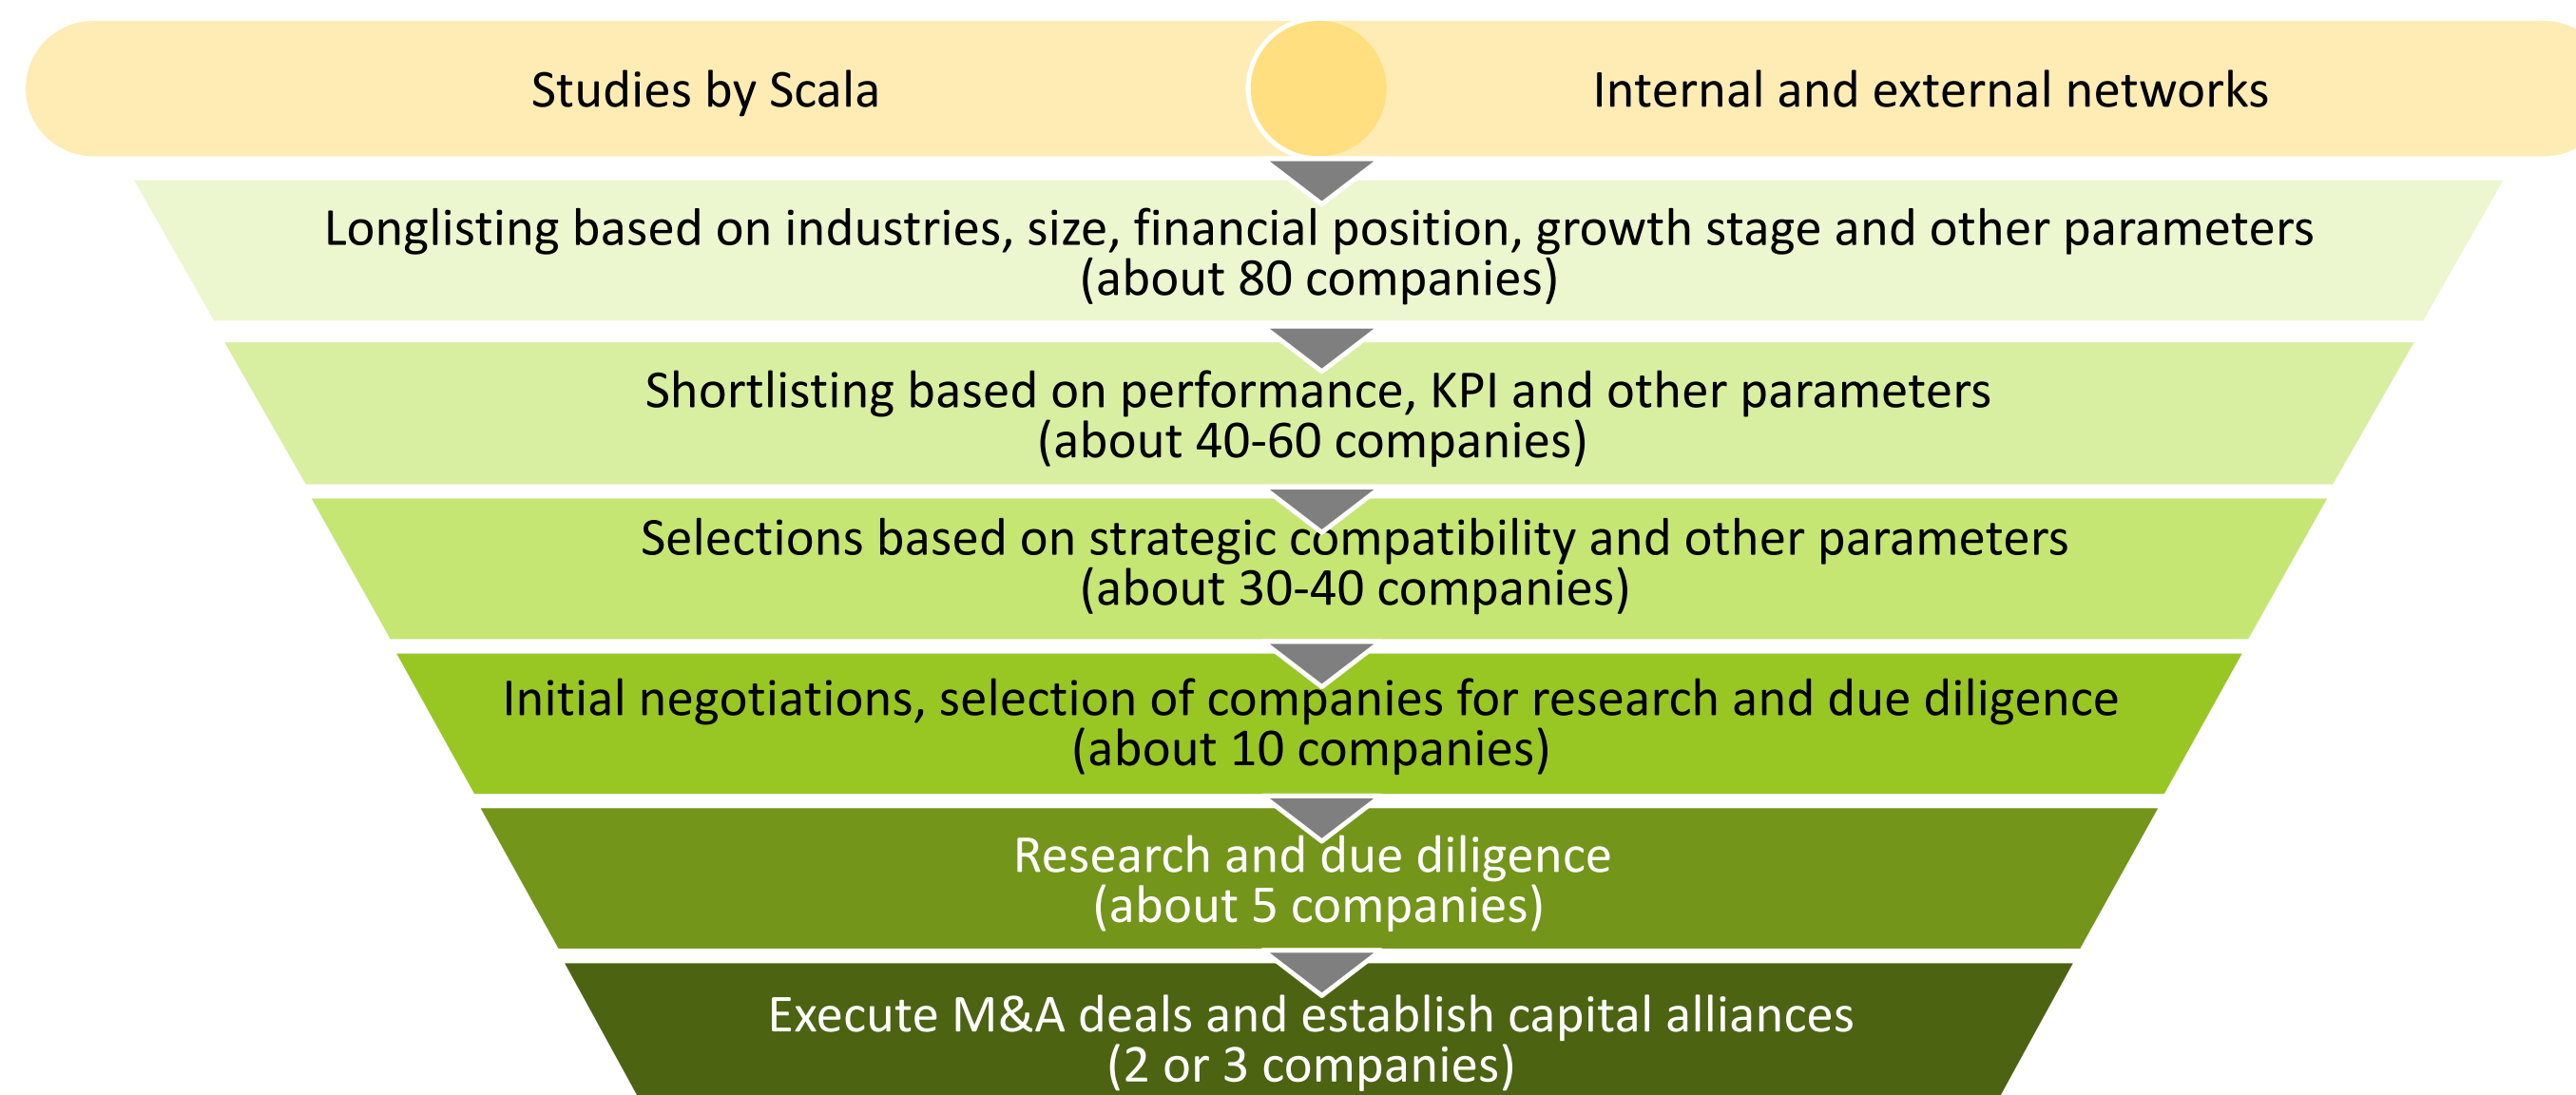 Studies by Scala
Internal and external networks
Longlisting based on industries, size, financial position, growth stage and other parameters
(about 80 companies)
Shortlisting based on performance, KPI and other parameters
(about 40-60 companies)
Selections based on strategic compatibility and other parameters
(about 30-40 companies)
Initial negotiations, selection of companies for research and due diligence
(about 10 companies)
Research and due diligence
(about 5 companies)
Execute M&A deals and establish capital alliances
(2 or 3 companies)